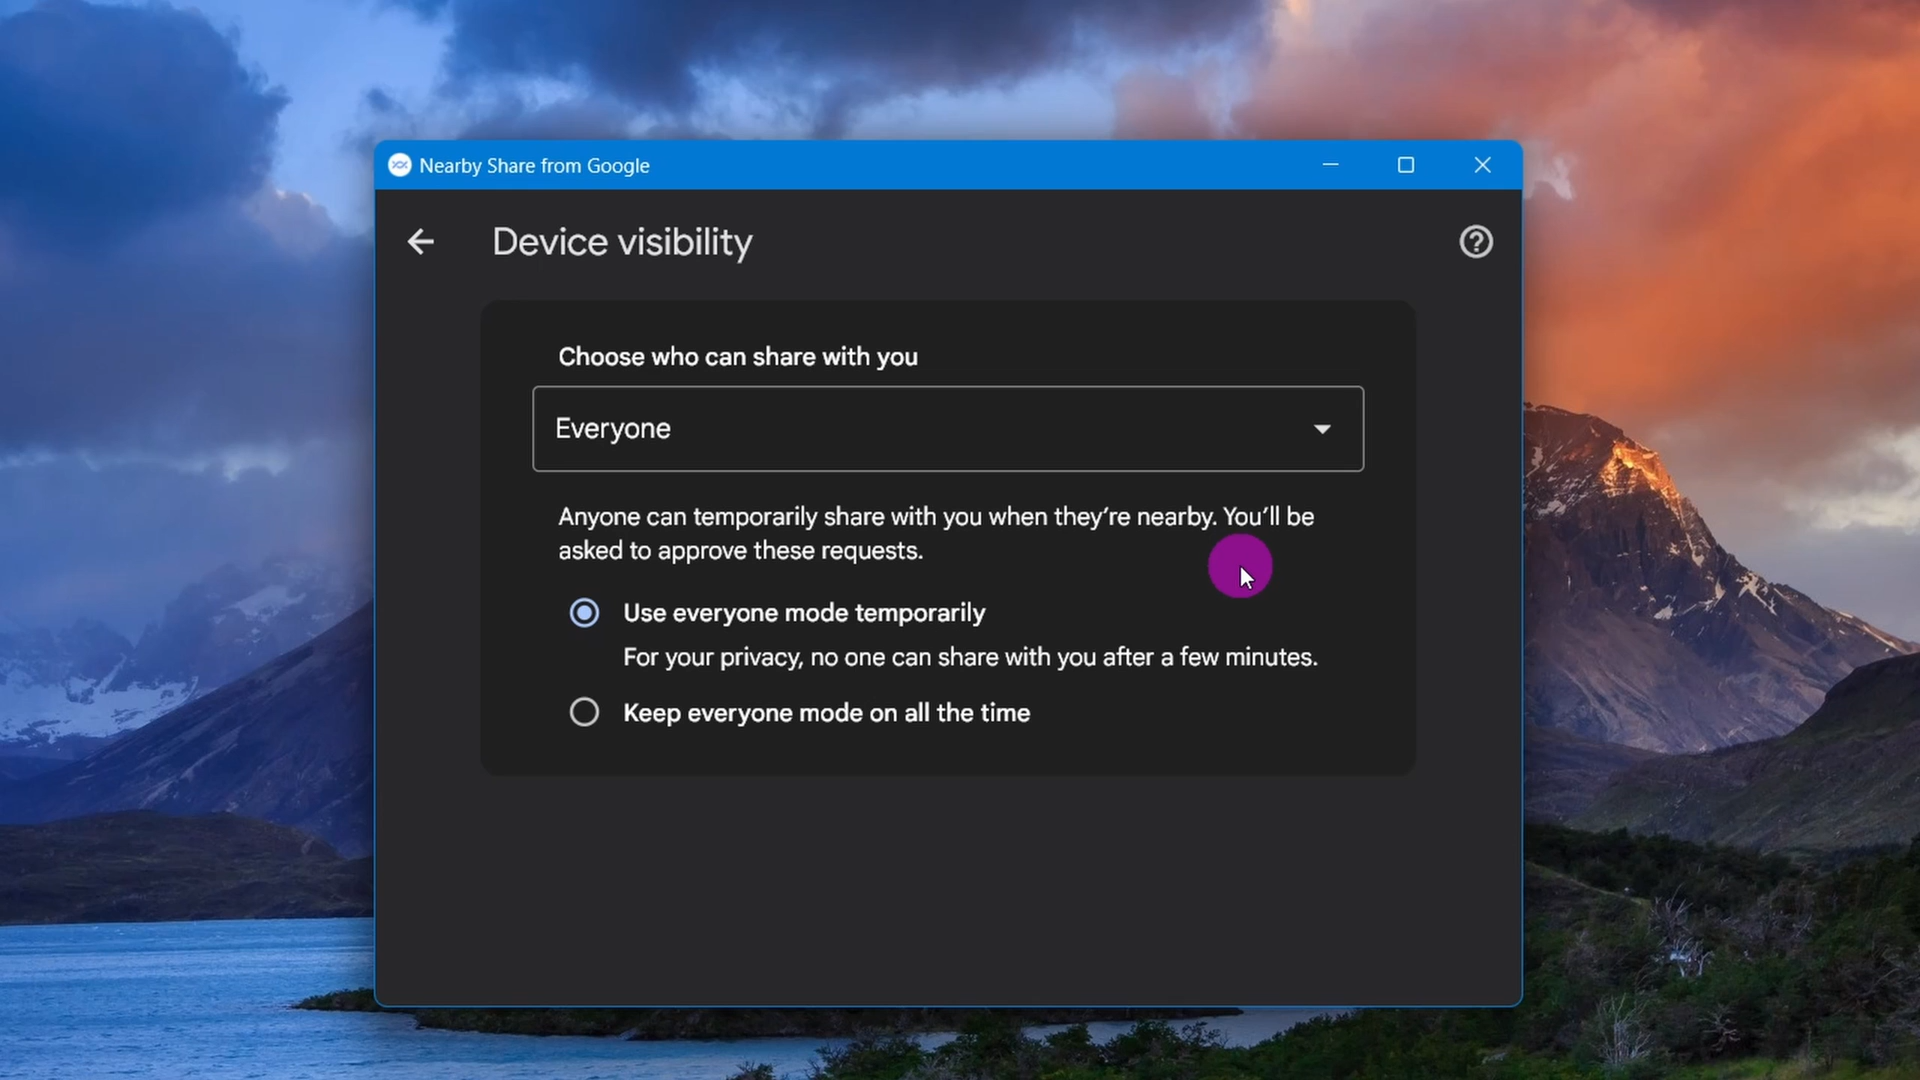 Nearby Share from Google
Device visibility
Choose who can share with you
Everyone
Anyone can temporarily share with you when they’re nearby. You’ll be
asked to approve these requests.
Use everyone mode temporarily
For your privacy, no one can share with you after a few minutes.
Keep everyone mode on all the time